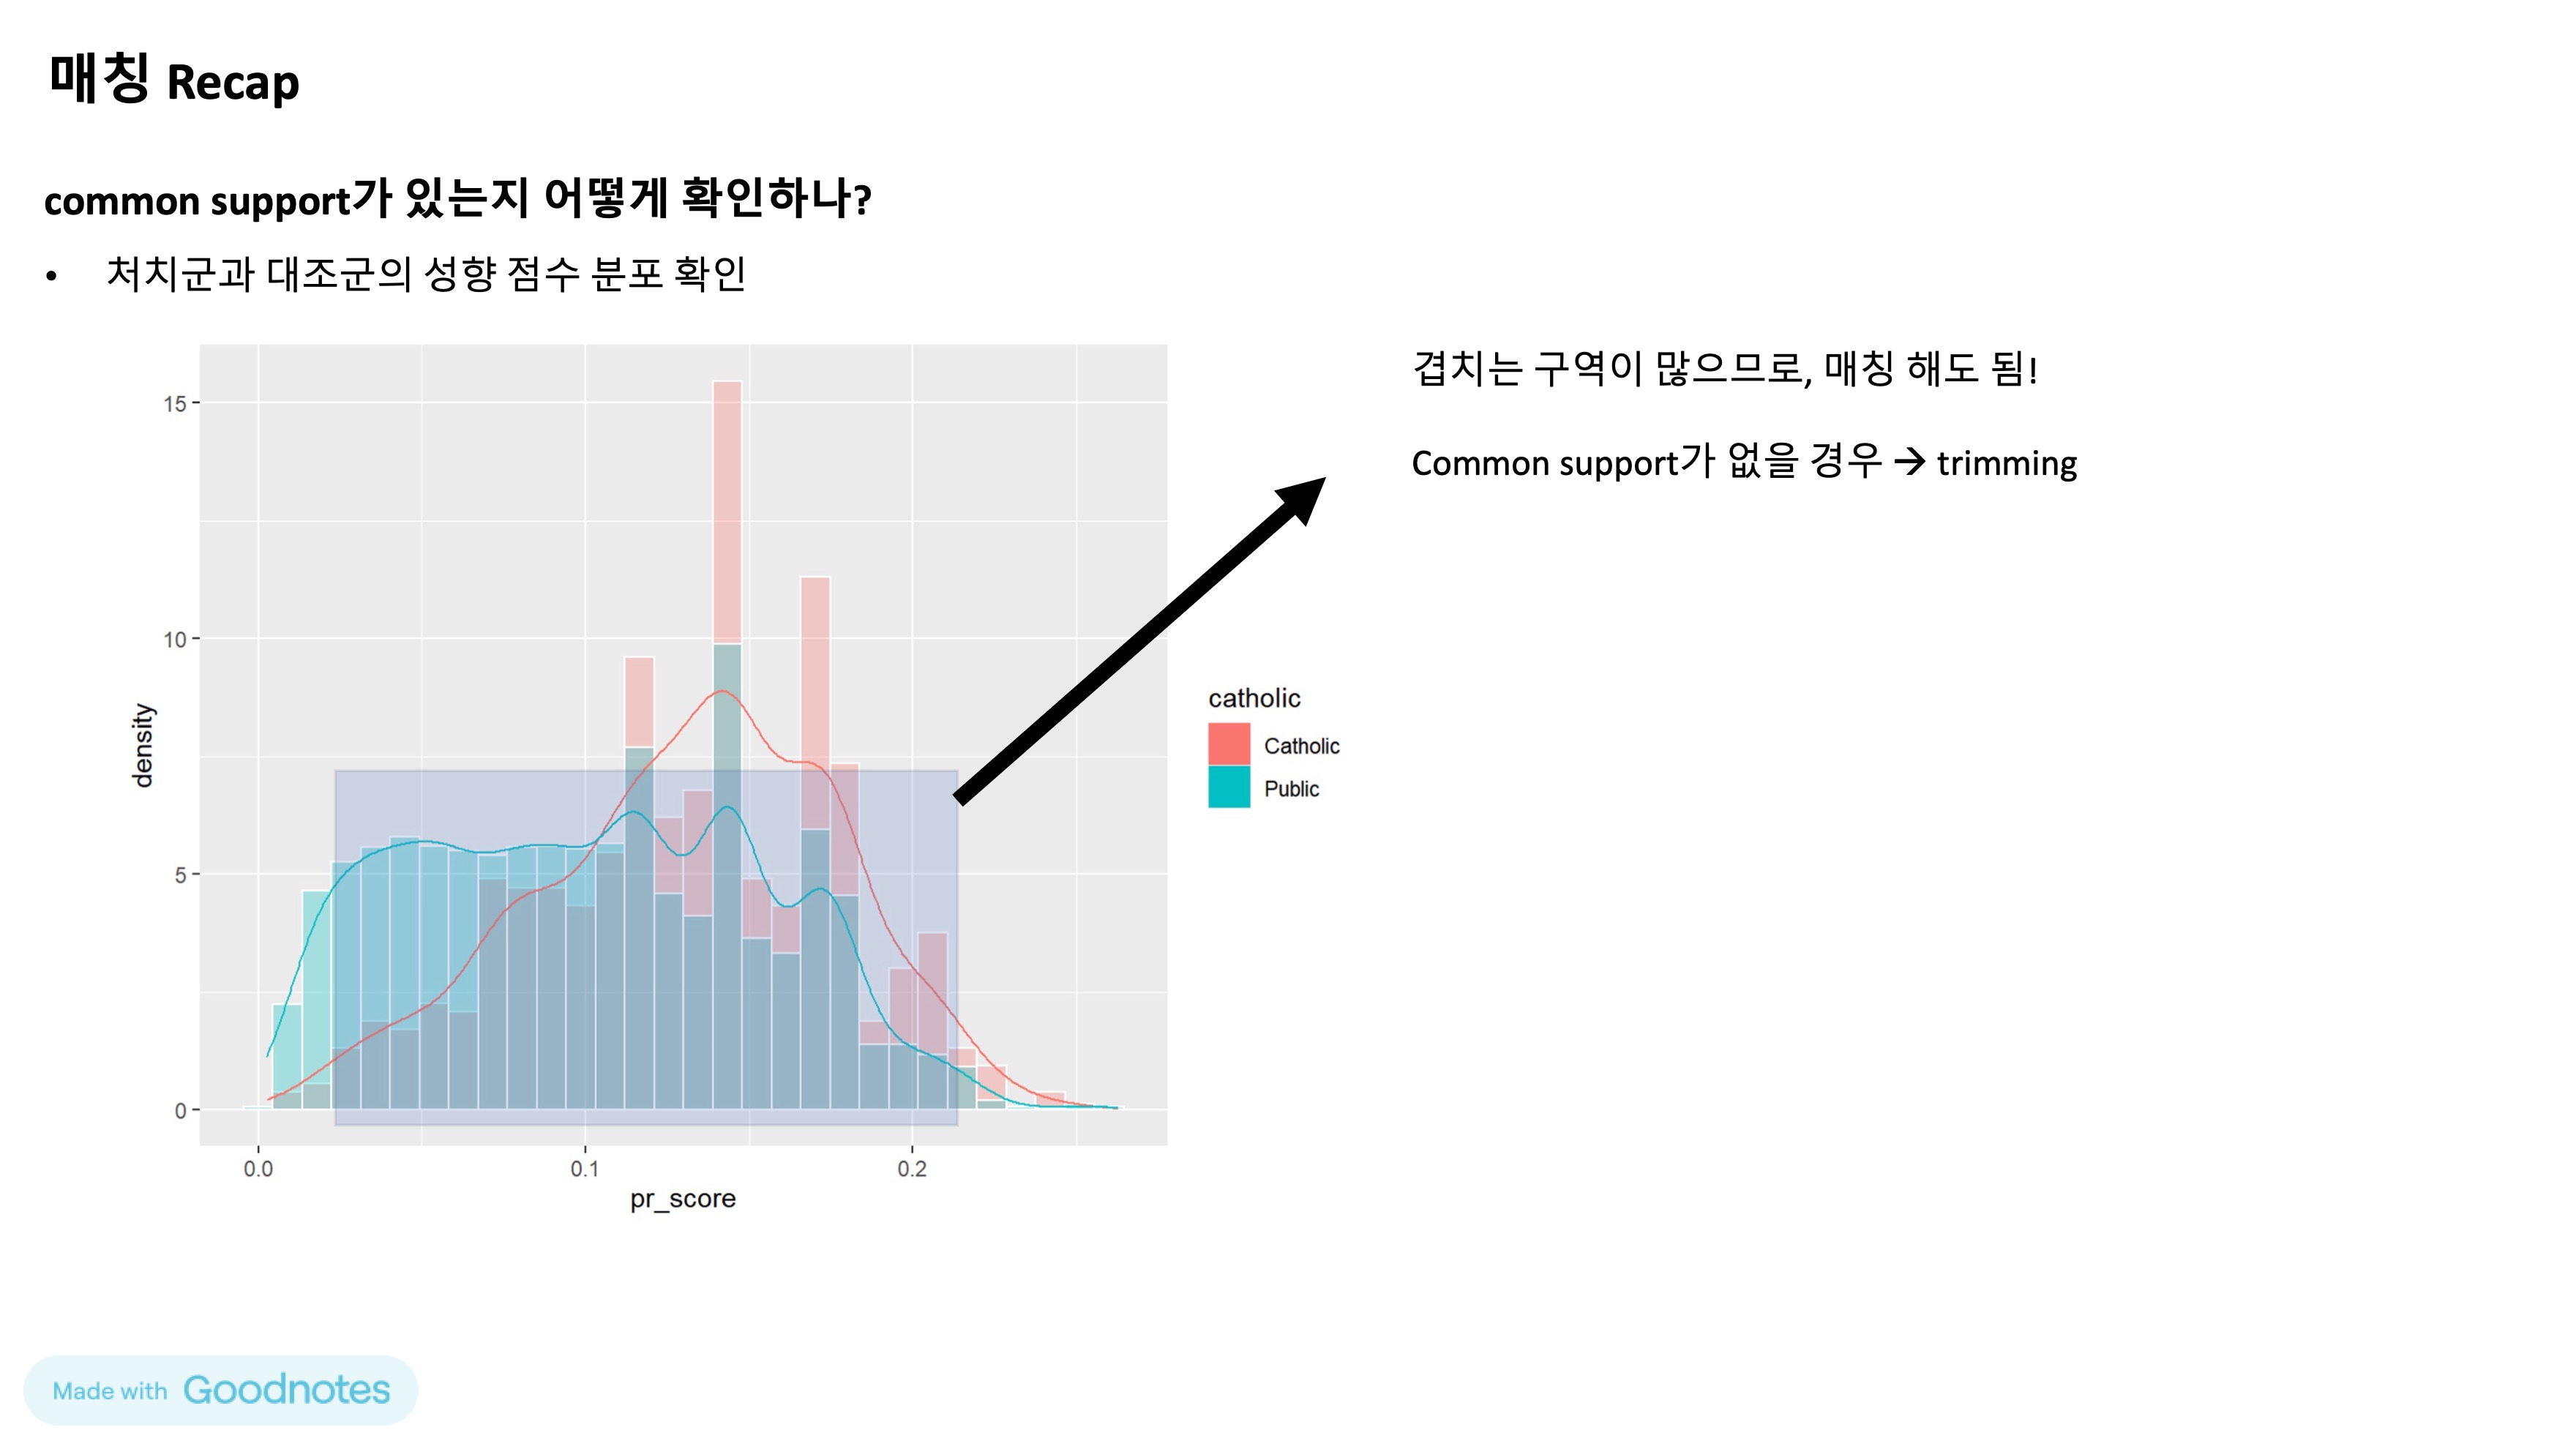 매칭 Recap
common support가 있는지 어떻게 확인하나?
• 처치군과 대조군의 성향 점수 분포 확인
겹치는 구역이 많으므로, 매칭 해도 됨!
Common support가 없을 경우 → trimming
15
10
5
0
density
0.0 0.1 0.2
pr_score
catholic
Catholic
Public
Made with Goodnotes